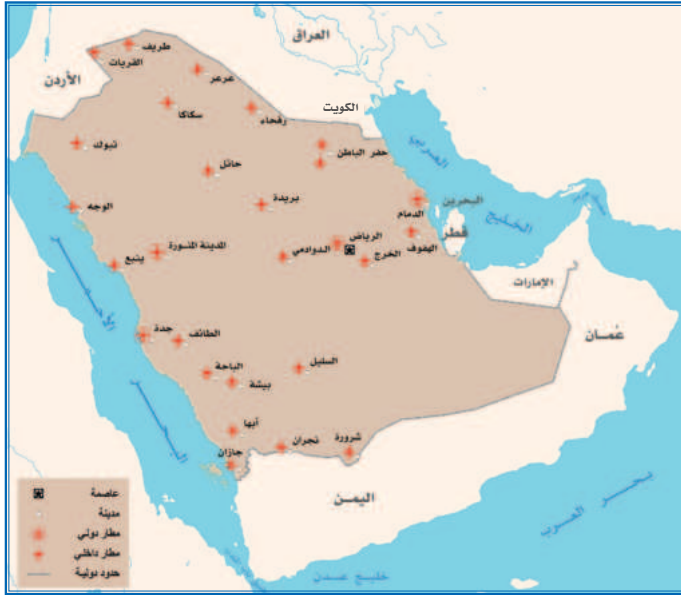 العراق
الأردن
الكويت
طريف
القريات
عرعر
سكاكا
رفحاء
تبوك
حفر الباطن
حائل
بريدة
الوجه
الدمام
البحرين
الخليج
العربي
قطر
الهفوف
الرياض
الخرج
الدوادمي
المدينة المنورة
ينبع
الإمارات
عُمان
جدة
الطائف
الباحة
بيشة
السليل
أبها
نجران
شرورة
جازان
اليمن
بحر العرب
خليج عدن
عاصمة
مدينة
مطار دولي
مطار داخلي
حدود دولية